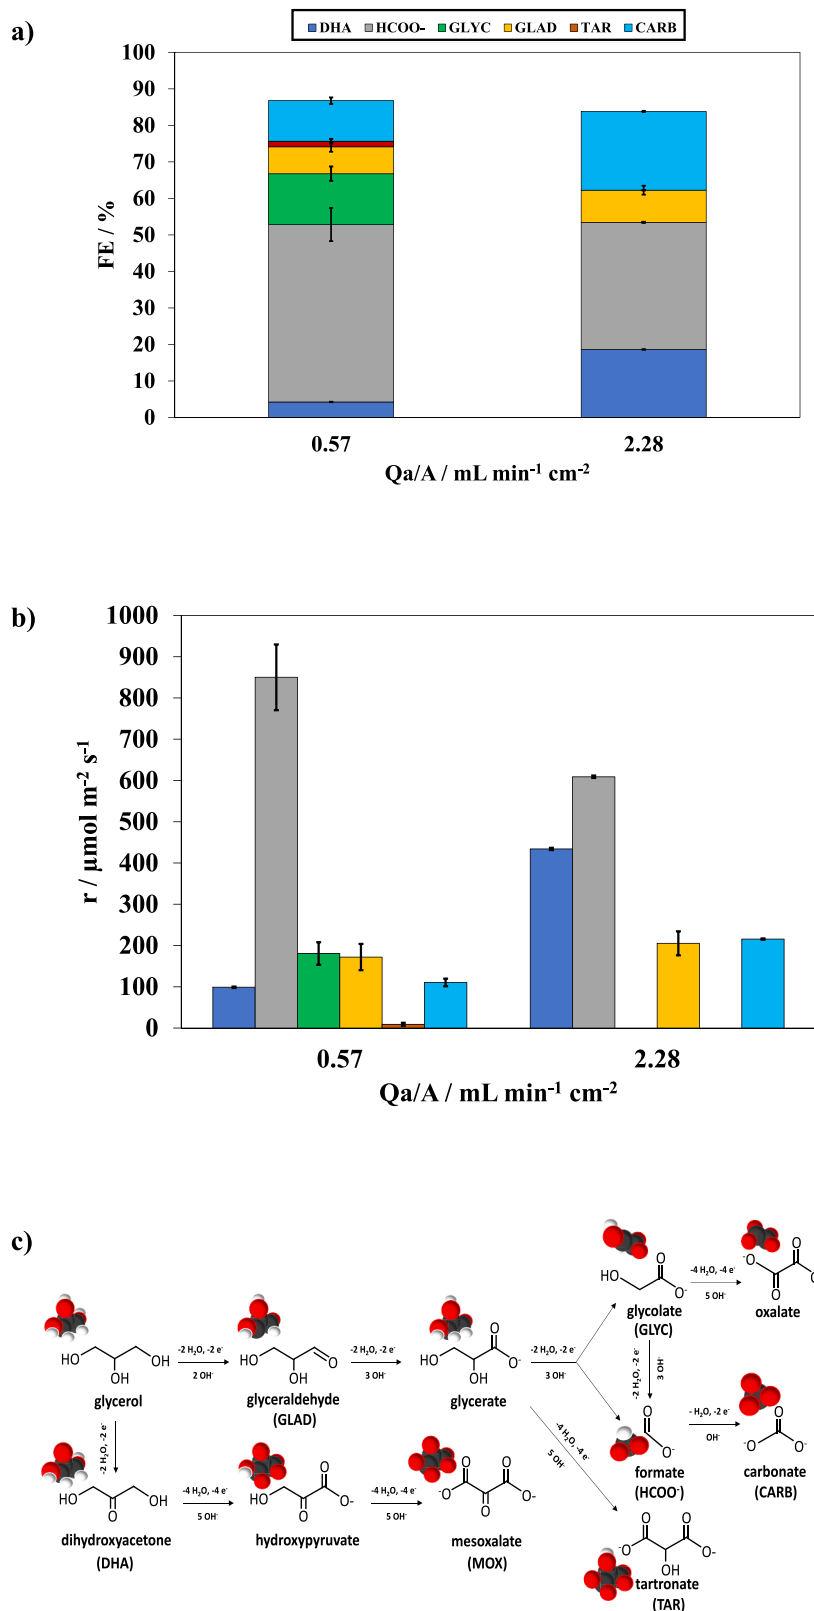 a)
DHA HCOO- GLYC GLAD TAR CARB
100
90
80
70
60
50
40
30
20
10
0
FE / %
0.57 2.28
Qa/A / mL min⁻¹ cm⁻²
b)
1000
900
800
700
600
500
400
300
200
100
0
r / µmol m⁻² s⁻¹
0.57 2.28
Qa/A / mL min⁻¹ cm⁻²
c)
HO OH OH
glycerol
-2 H₂O, -2 e⁻
2 OH⁻
HO O OH
glyceraldehyde
(GLAD)
-2 H₂O, -2 e⁻
3 OH⁻
HO O O⁻ OH
glycerate
-2 H₂O, -2 e⁻
3 OH⁻
HO O O⁻
glycolate
(GLYC)
-4 H₂O, -4 e⁻
5 OH⁻
⁻O O O
oxalate
-2 H₂O, -2 e⁻
3 OH⁻
-4 H₂O, -4 e⁻
5 OH⁻
O O⁻
formate
(HCOO⁻)
- H₂O, -2 e⁻
OH⁻
O ⁻O O⁻
carbonate
(CARB)
-2 H₂O, -2 e⁻
HO OH O
dihydroxyacetone
(DHA)
-4 H₂O, -4 e⁻
5 OH⁻
HO O O O-
hydroxypyruvate
-4 H₂O, -4 e⁻
5 OH⁻
O O ⁻O O O-
mesoxalate
(MOX)
O O ⁻O OH O-
tartronate
(TAR)